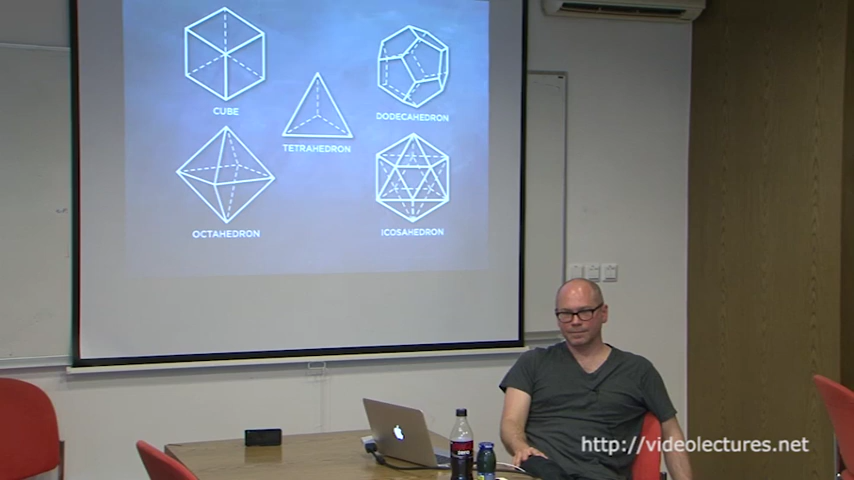 CUBE
DODECAHEDRON
TETRAHEDRON
OCTAHEDRON
ICOSAHEDRON
http://videolectures.net